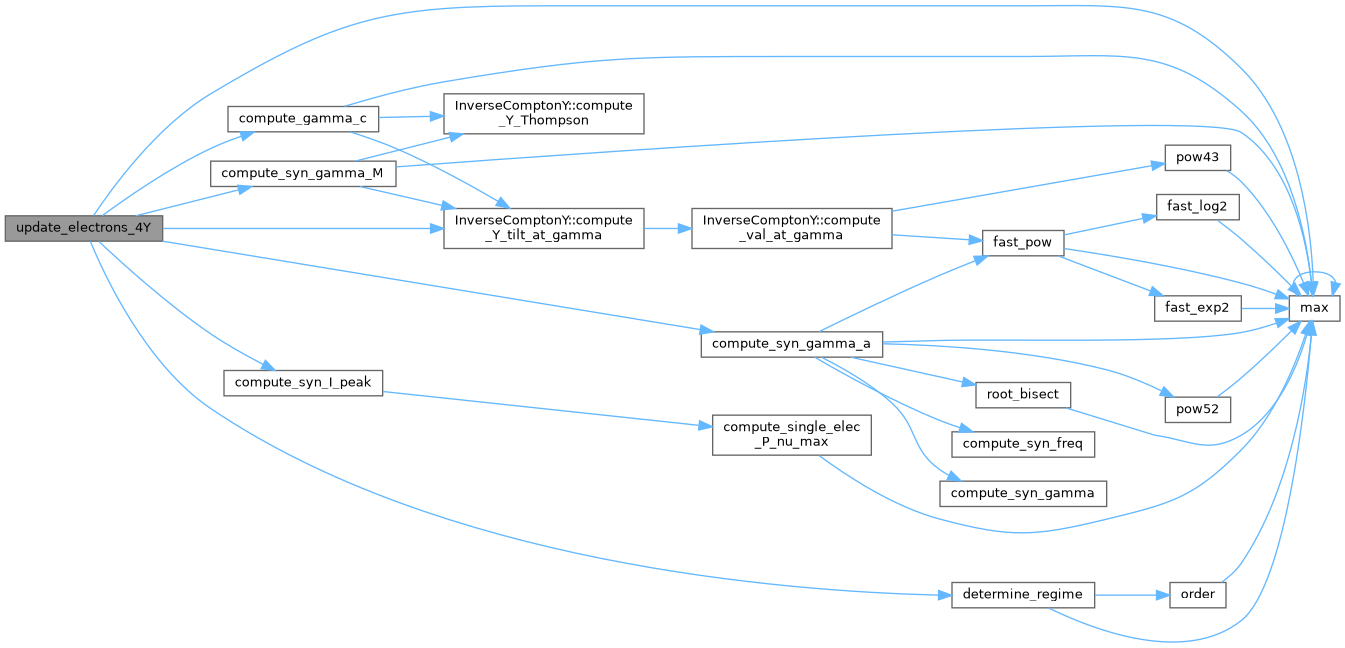 update_electrons_4Y
compute_gamma_c
compute_syn_gamma_M
InverseComptonY::compute
_Y_Thompson
InverseComptonY::compute
_Y_tilt_at_gamma
InverseComptonY::compute
_val_at_gamma
pow43
fast_log2
fast_pow
fast_exp2
max
compute_syn_gamma_a
compute_syn_I_peak
root_bisect
pow52
compute_single_elec
_P_nu_max
compute_syn_freq
compute_syn_gamma
determine_regime
order